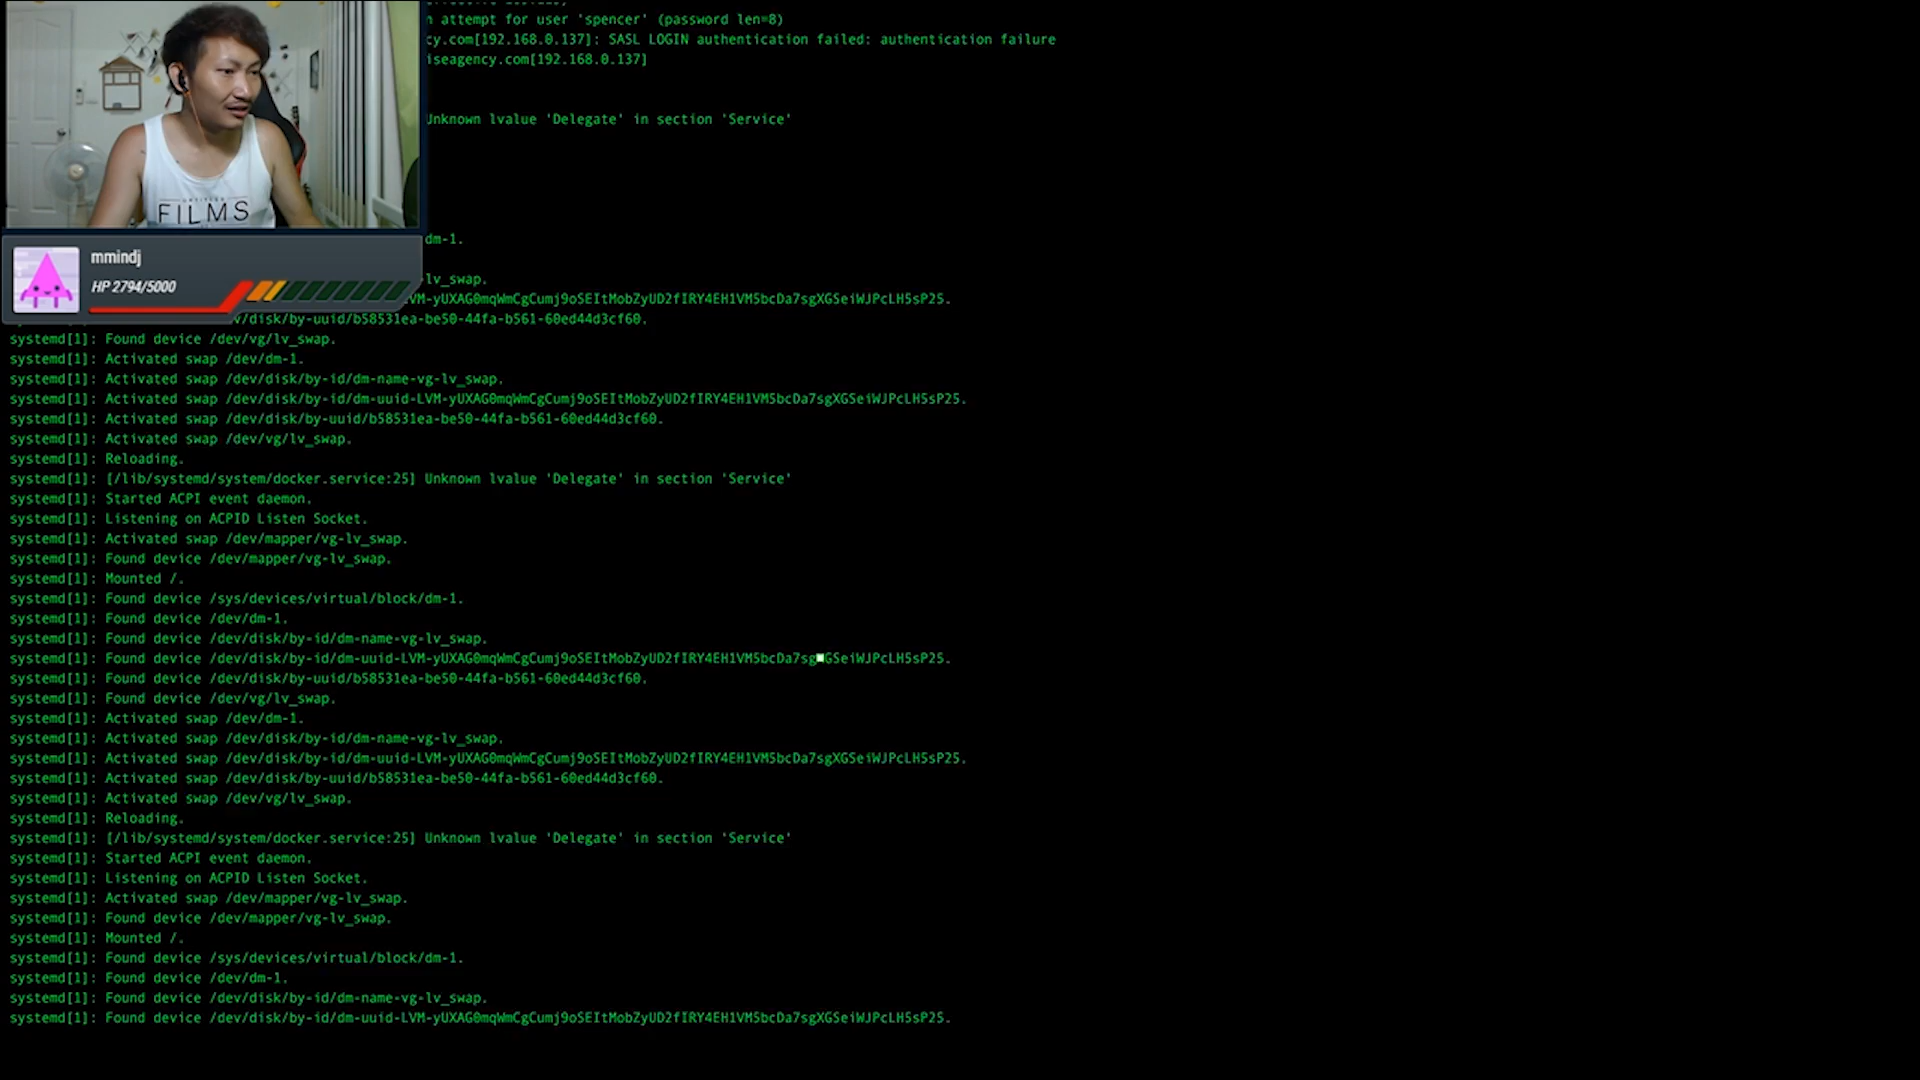 n attempt for user 'spencer' (password len=8)
cy.com[192.168.0.137]: SASL LOGIN authentication failed: authentication failure
iseagency.com[192.168.0.137]
Unknown lvalue 'Delegate' in section 'Service'
FILMS
dm-1.
mmindj
-lv_swap.
HP 2794/5000
VM-yUXAG0mqWmCgCumj9oSEItMobZyUD2fIRY4EH1VM5bcDa7sgXGSeiWJPcLH5sP25.
v/disk/by-uuid/b58531ea-be50-44fa-b561-60ed44d3cf60.
systemd[1]: Found device /dev/vg/lv_swap.
systemd[1]: Activated swap /dev/dm-1.
systemd[1]: Activated swap /dev/disk/by-id/dm-name-vg-lv_swap.
systemd[1]: Activated swap /dev/disk/by-id/dm-uuid-LVM-yUXAG0mqWmCgCumj9oSEItMobZyUD2fIRY4EH1VM5bcDa7sgXGSeiWJPcLH5sP25.
systemd[1]: Activated swap /dev/disk/by-uuid/b58531ea-be50-44fa-b561-60ed44d3cf60.
systemd[1]: Activated swap /dev/vg/lv_swap.
systemd[1]: Reloading.
systemd[1]: [/lib/systemd/system/docker.service:25] Unknown lvalue 'Delegate' in section 'Service'
systemd[1]: Started ACPI event daemon.
systemd[1]: Listening on ACPID Listen Socket.
systemd[1]: Activated swap /dev/mapper/vg-lv_swap.
systemd[1]: Found device /dev/mapper/vg-lv_swap.
systemd[1]: Mounted /.
systemd[1]: Found device /sys/devices/virtual/block/dm-1.
systemd[1]: Found device /dev/dm-1.
systemd[1]: Found device /dev/disk/by-id/dm-name-vg-lv_swap.
systemd[1]: Found device /dev/disk/by-id/dm-uuid-LVM-yUXAG0mqWmCgCumj9oSEItMobZyUD2fIRY4EH1VM5bcDa7sg GSeiWJPcLH5sP25.
systemd[1]: Found device /dev/disk/by-uuid/b58531ea-be50-44fa-b561-60ed44d3cf60.
systemd[1]: Found device /dev/vg/lv_swap.
systemd[1]: Activated swap /dev/dm-1.
systemd[1]: Activated swap /dev/disk/by-id/dm-name-vg-lv_swap.
systemd[1]: Activated swap /dev/disk/by-id/dm-uuid-LVM-yUXAG0mqWmCgCumj9oSEItMobZyUD2fIRY4EH1VM5bcDa7sgXGSeiWJPcLH5sP25.
systemd[1]: Activated swap /dev/disk/by-uuid/b58531ea-be50-44fa-b561-60ed44d3cf60.
systemd[1]: Activated swap /dev/vg/lv_swap.
systemd[1]: Reloading.
systemd[1]: [/lib/systemd/system/docker.service:25] Unknown lvalue 'Delegate' in section 'Service'
systemd[1]: Started ACPI event daemon.
systemd[1]: Listening on ACPID Listen Socket.
systemd[1]: Activated swap /dev/mapper/vg-lv_swap.
systemd[1]: Found device /dev/mapper/vg-lv_swap.
systemd[1]: Mounted /.
systemd[1]: Found device /sys/devices/virtual/block/dm-1.
systemd[1]: Found device /dev/dm-1.
systemd[1]: Found device /dev/disk/by-id/dm-name-vg-lv_swap.
systemd[1]: Found device /dev/disk/by-id/dm-uuid-LVM-yUXAG0mqWmCgCumj9oSEItMobZyUD2fIRY4EH1VM5bcDa7sgXGSeiWJPcLH5sP25.